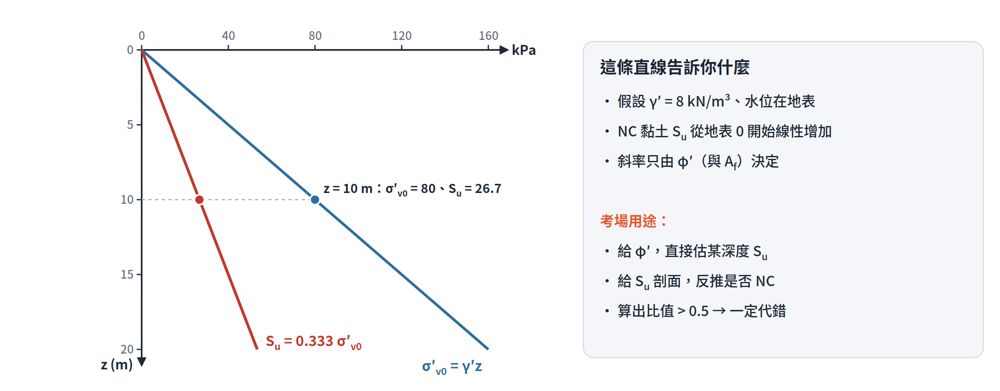 0 40 80 120 160
kPa
0
5
10
15
20
z (m)
z = 10 m：σ′v0 = 80、Su = 26.7
Su = 0.333 σ′v0
σ′v0 = γ′z
這條直線告訴你什麼
• 假設 γ′ = 8 kN/m³、水位在地表
• NC 黏土 Su 從地表 0 開始線性增加
• 斜率只由 φ′（與 Af）決定
考場用途：
• 給 φ′，直接估某深度 Su
• 給 Su 剖面，反推是否 NC
• 算出比值 > 0.5 → 一定代錯